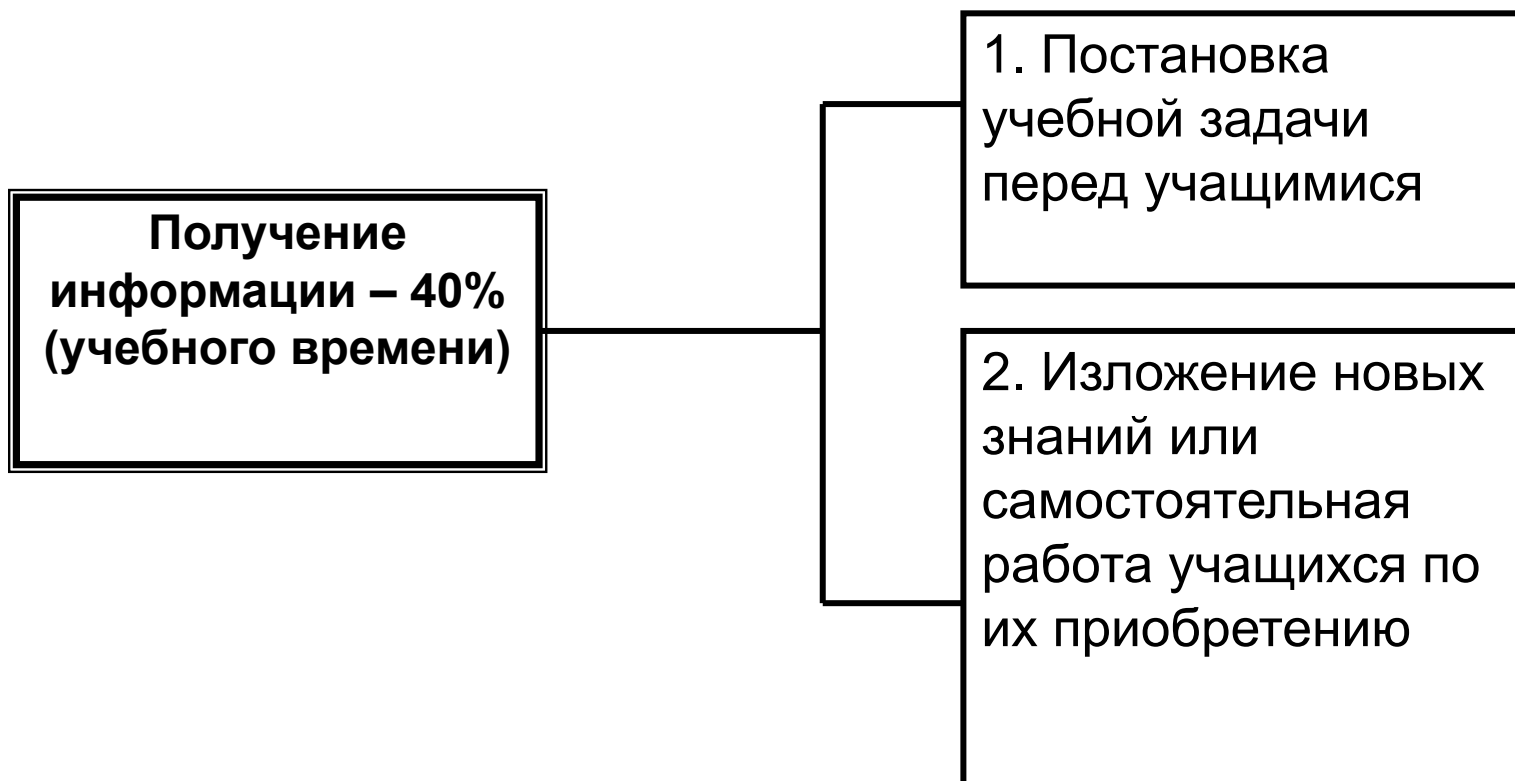 Получение
информации – 40%
(учебного времени)
1. Постановка
учебной задачи
перед учащимися
2. Изложение новых
знаний или
самостоятельная
работа учащихся по
их приобретению